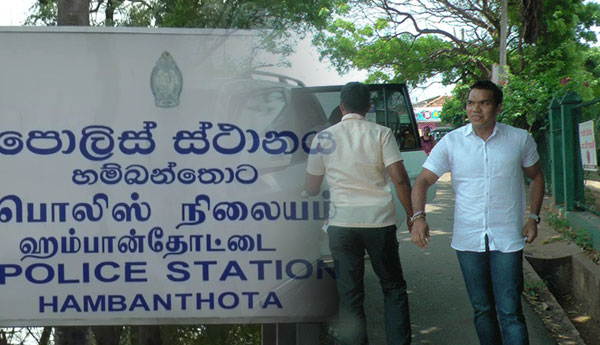 පොලිස් ස්ථානය
හම්බන්තොට
பொலிஸ் நிலையம்
ஹம்பான்தோட்டை
POLICE STATION
HAMBANTHOTA